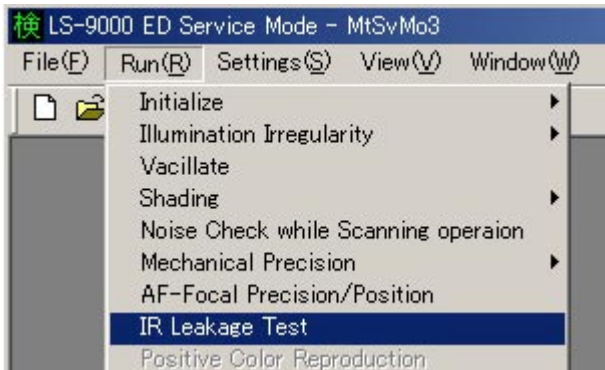 検 LS-9000 ED Service Mode - MtSvMo3
File(F) Run(R) Settings(S) View(V) Window(W)
Initialize
Illumination Irregularity
Vacillate
Shading
Noise Check while Scanning operaion
Mechanical Precision
AF-Focal Precision/Position
IR Leakage Test
Positive Color Reproduction